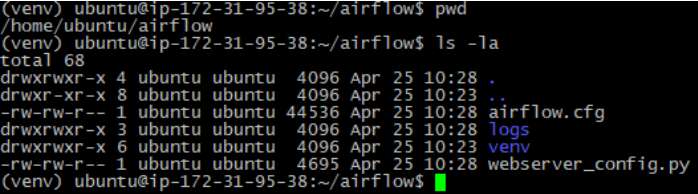 (venv) ubuntu@ip-172-31-95-38:~/airflow$ pwd
/home/ubuntu/airflow
(venv) ubuntu@ip-172-31-95-38:~/airflow$ ls -la
total 68
drwxrwxr-x 4 ubuntu ubuntu  4096 Apr 25 10:28 .
drwxr-xr-x 8 ubuntu ubuntu  4096 Apr 25 10:23 ..
-rw-rw-r-- 1 ubuntu ubuntu 44536 Apr 25 10:28 airflow.cfg
drwxrwxr-x 3 ubuntu ubuntu  4096 Apr 25 10:28 logs
drwxrwxr-x 6 ubuntu ubuntu  4096 Apr 25 10:23 venv
-rw-rw-r-- 1 ubuntu ubuntu  4695 Apr 25 10:28 webserver_config.py
(venv) ubuntu@ip-172-31-95-38:~/airflow$